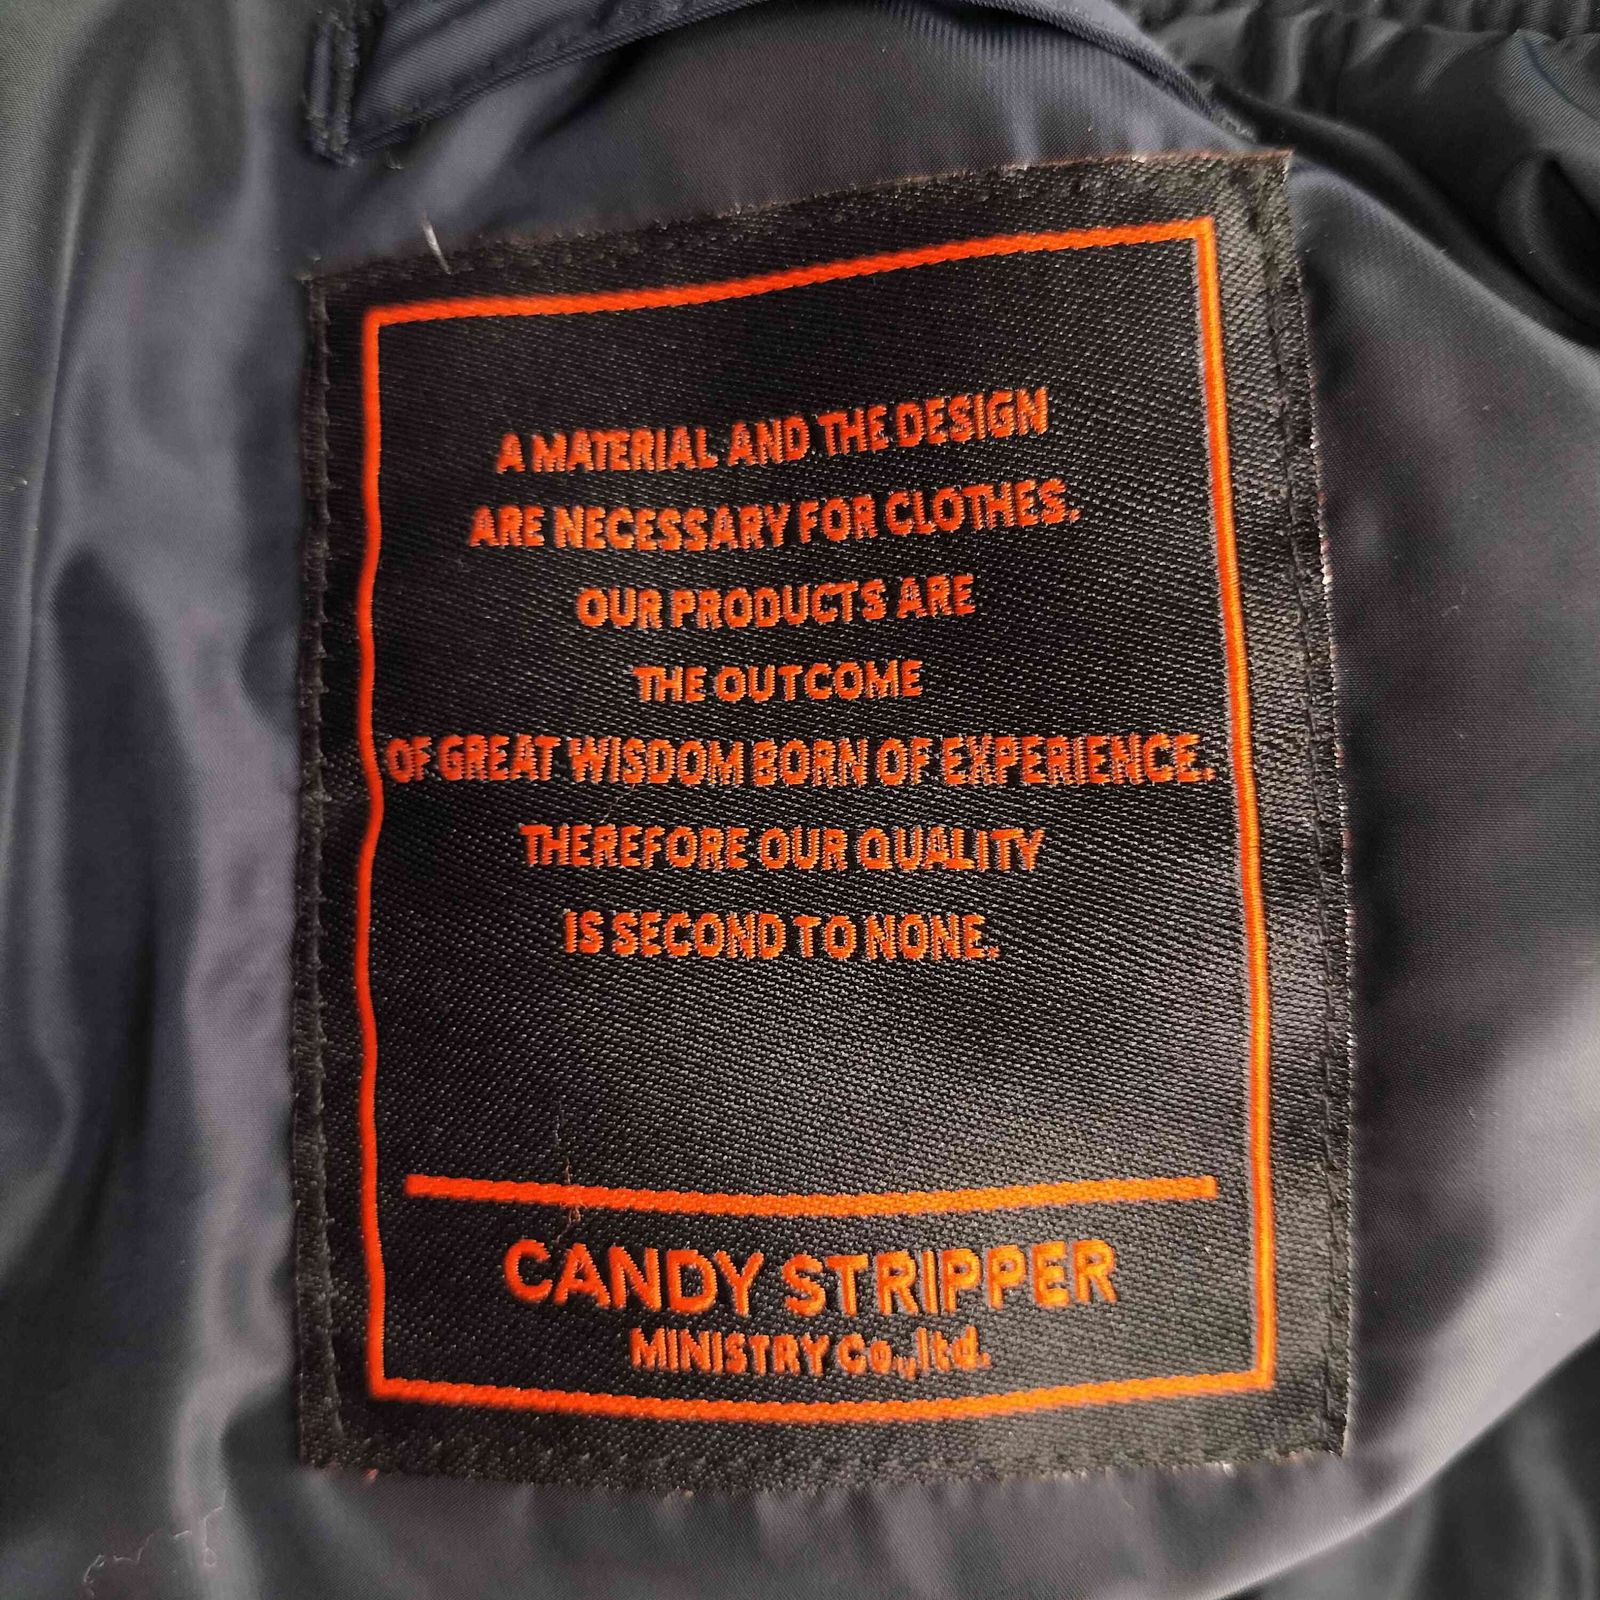 A MATERIAL AND THE DESIGN
ARE NECESSARY FOR CLOTHES.
OUR PRODUCTS ARE
THE OUTCOME
OF GREAT WISDOM BORN OF EXPERIENCE.
THEREFORE OUR QUALITY
IS SECOND TO NONE.
CANDY STRIPPER
MINISTRY Co.,ltd.